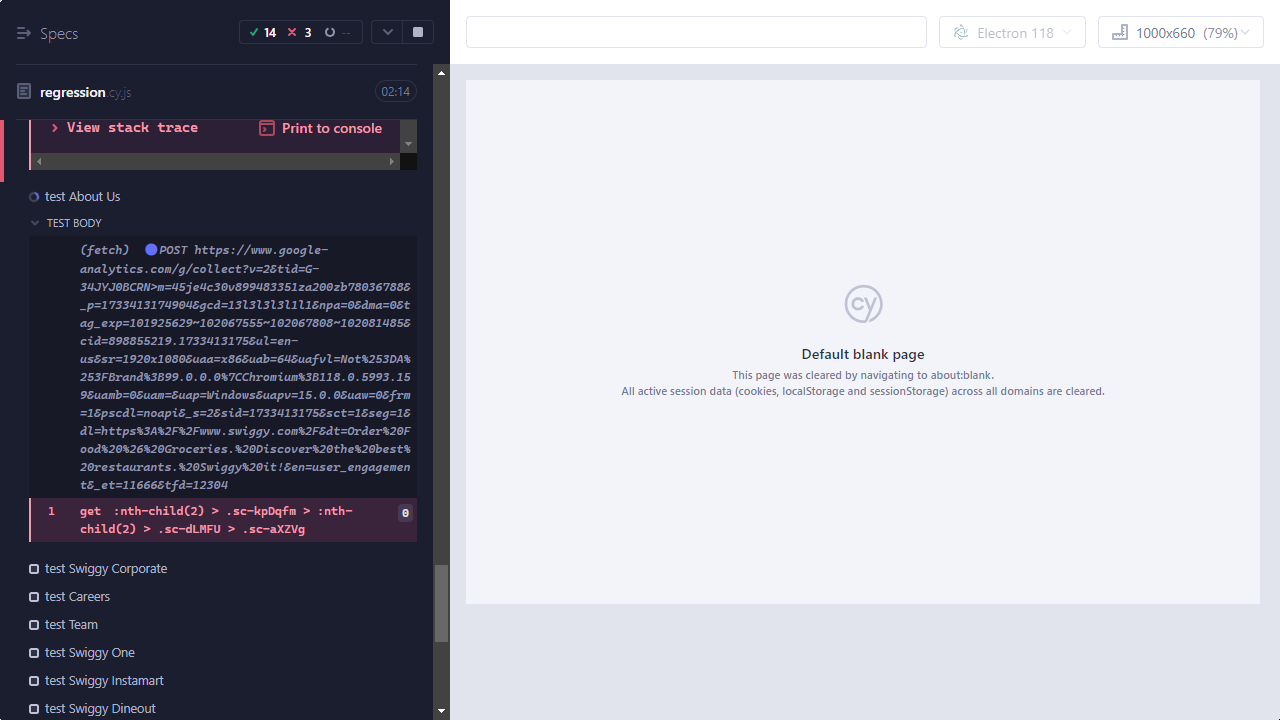 Specs
14
3
--
Electron 118
1000x660 (79%)
regression.cy.js
02:14
View stack trace
Print to console
test About Us
TEST BODY
(fetch) POST https://www.google-
analytics.com/g/collect?v=2&tid=G-
34JYJ0BCRN>m=45je4c30v899483351za200zb78036788&
_p=1733413174904&gcd=13l3l3l3l1l1&npa=0&dma=0&t
ag_exp=101925629~102067555~102067808~102081485&
cid=898855219.1733413175&ul=en-
us&sr=1920x1080&uaa=x86&uab=64&uafvl=Not%253DA%
253FBrand%3B99.0.0.0%7CChromium%3B118.0.5993.15
9&uamb=0&uam=&uap=Windows&uapv=15.0.0&uaw=0&frm
=1&pscdl=noapi&_s=2&sid=1733413175&sct=1&seg=1&
dl=https%3A%2F%2Fwww.swiggy.com%2F&dt=Order%20F
ood%20%26%20Groceries.%20Discover%20the%20best%
20restaurants.%20Swiggy%20it!&en=user_engagemen
t&_et=11666&tfd=12304
1 get :nth-child(2) > .sc-kpDqfm > :nth-
child(2) > .sc-dLMFU > .sc-aXZVg
0
test Swiggy Corporate
test Careers
test Team
test Swiggy One
test Swiggy Instamart
test Swiggy Dineout
cy
Default blank page
This page was cleared by navigating to about:blank.
All active session data (cookies, localStorage and sessionStorage) across all domains are cleared.